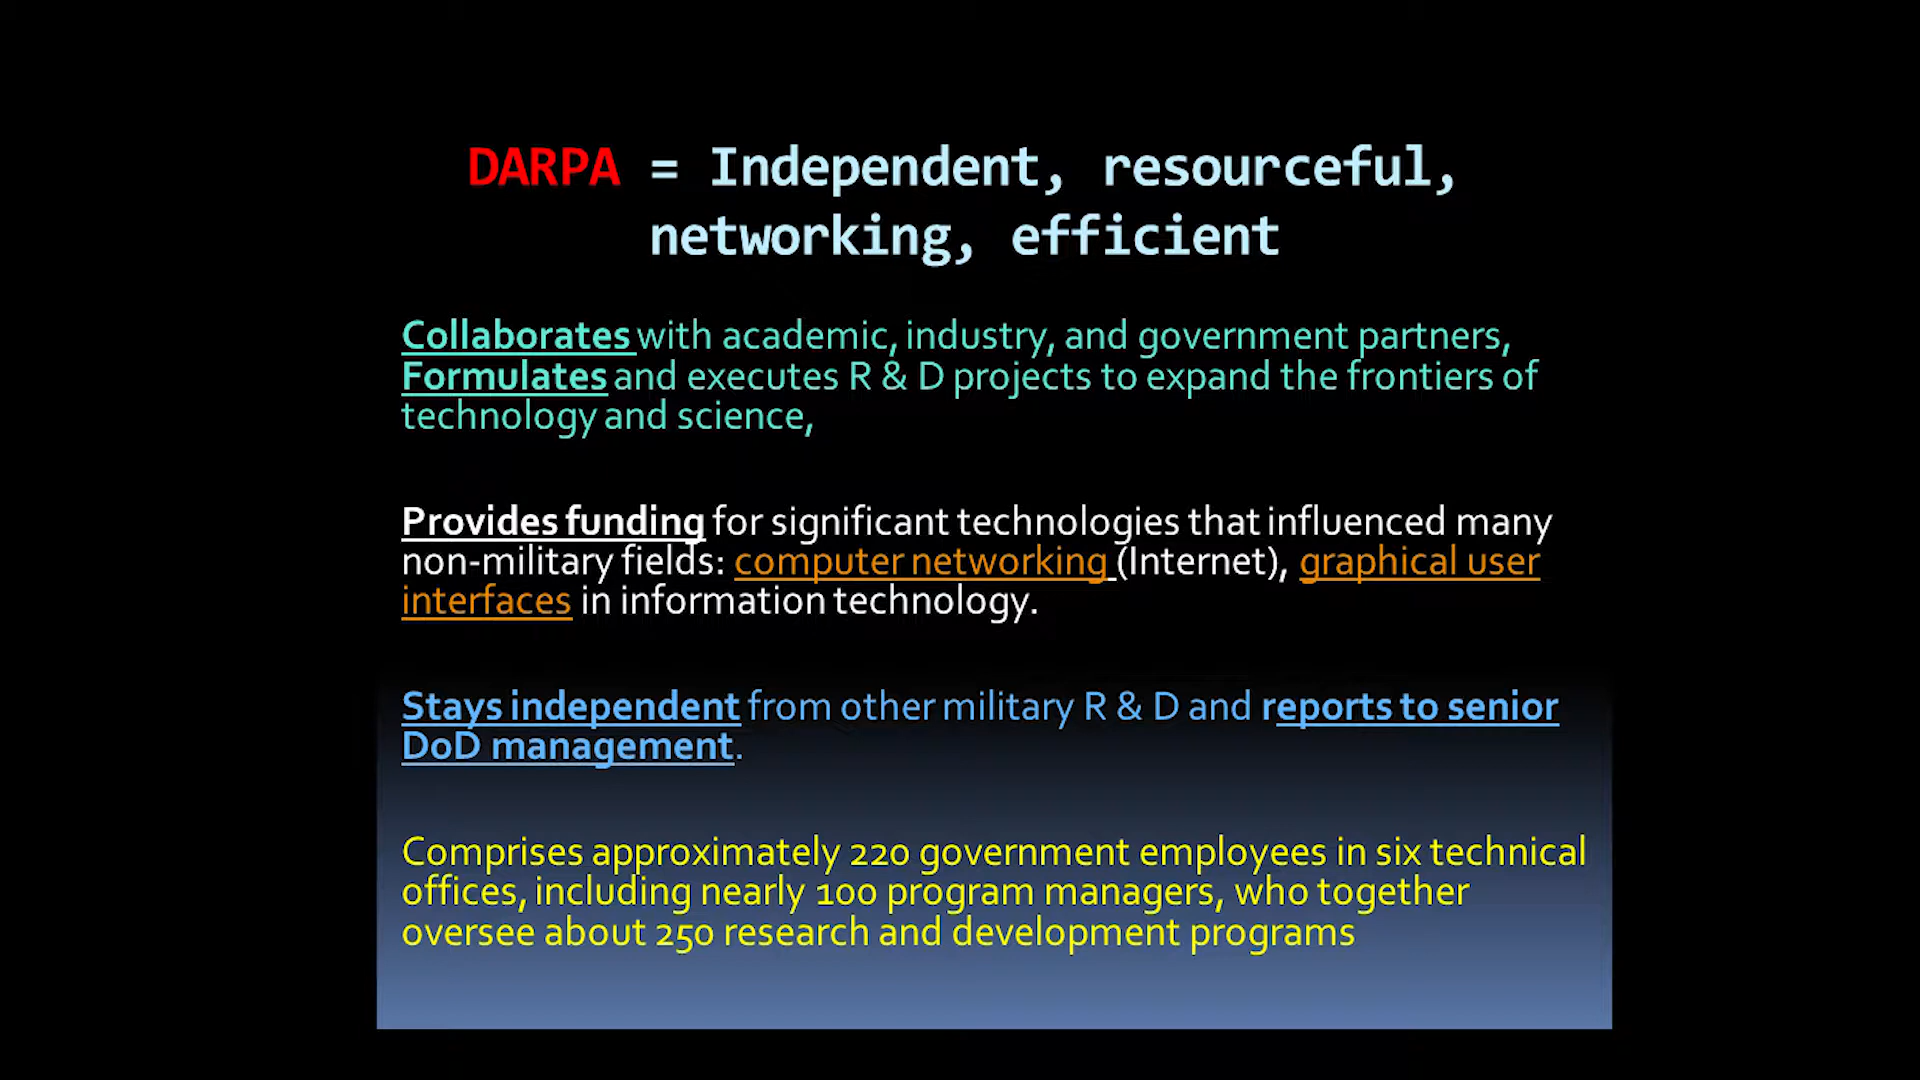 DARPA = Independent, resourceful,
networking, efficient
Collaborates with academic, industry, and government partners,
Formulates and executes R & D projects to expand the frontiers of
technology and science,
Provides funding for significant technologies that influenced many
non-military fields: computer networking (Internet), graphical user
interfaces in information technology.
Stays independent from other military R & D and reports to senior
DoD management.
Comprises approximately 220 government employees in six technical
offices, including nearly 100 program managers, who together
oversee about 250 research and development programs